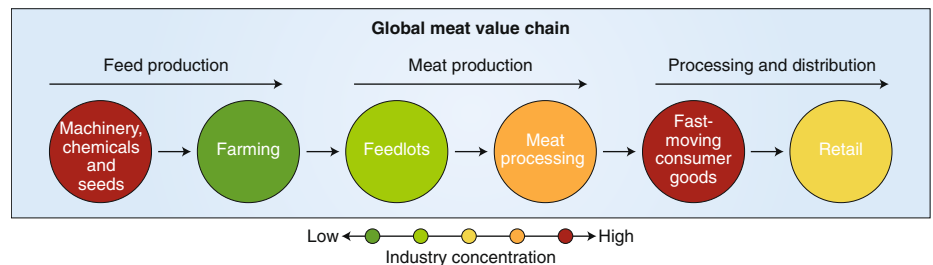 Global meat value chain
Feed production
Meat production
Processing and distribution
Machinery,
chemicals
and
seeds
Farming
Feedlots
Meat
processing
Fast-
moving
consumer
goods
Retail
Low
High
Industry concentration